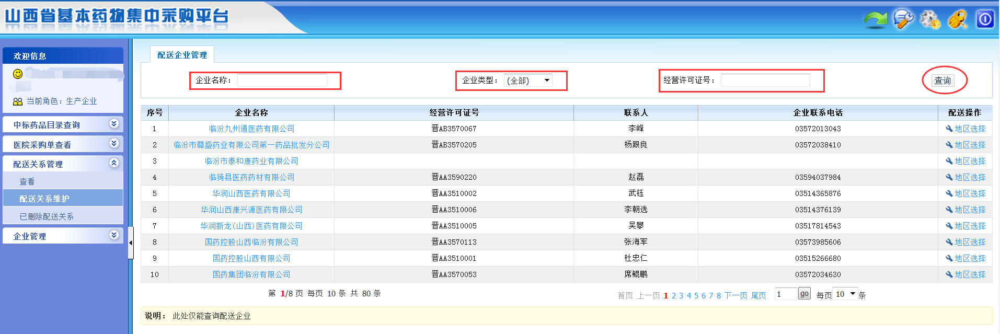 山西省基本药物集中采购平台
欢迎信息
当前角色：生产企业
中标药品目录查询
医院采购单查看
配送关系管理
查看
配送关系维护
已删除配送关系
企业管理
配送企业管理
企业名称： 企业类型： (全部) 经营许可证号： 查询
序号 企业名称 经营许可证号 联系人 企业联系电话 配送操作
1 临汾九州通医药有限公司 晋AB3570067 李峰 03572013043 地区选择
2 临汾市尊盛药业有限公司第一药品批发分公司 晋AB3570205 杨跟良 03572038410 地区选择
3 临汾市泰和康药业有限公司 地区选择
4 临猗县医药药材有限公司 晋AA3590220 赵磊 03594037984 地区选择
5 华润山西医药有限公司 晋AA3510002 武钰 03514365876 地区选择
6 华润山西康兴源医药有限公司 晋AA3510006 李朝选 03514376139 地区选择
7 华润新龙(山西)医药有限公司 晋AA3510005 吴攀 03517814543 地区选择
8 国药控股山西临汾有限公司 晋AA3570113 张海军 03573985606 地区选择
9 国药控股山西有限公司 晋AA3510001 杜忠仁 03515266680 地区选择
10 国药集团临汾有限公司 晋AA3570053 席鲲鹏 03572034630 地区选择
第 1/8 页 每页 10 条 共 80 条
首页 上一页 1 2 3 4 5 6 7 8 下一页 尾页 1 go 每页 10 条
说明： 此处仅能查询配送企业